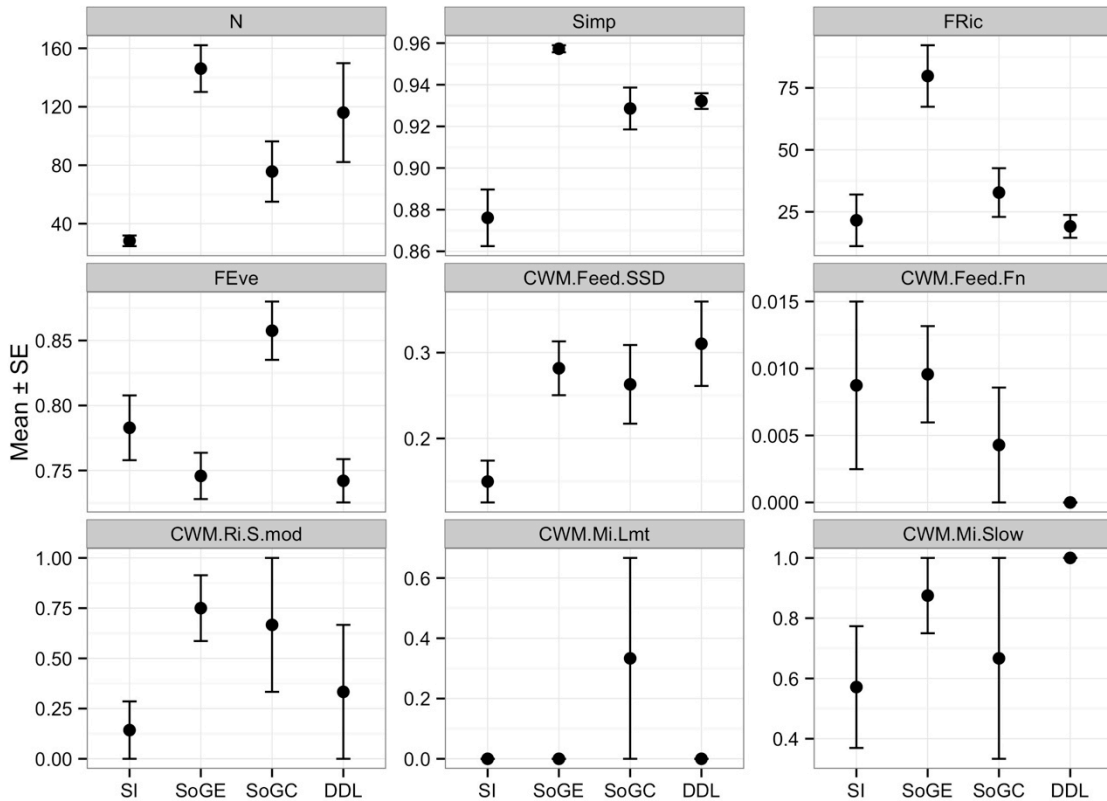 N
160
120
80
40
Simp
0.96
0.94
0.92
0.90
0.88
0.86
FRic
75
50
25
Mean ± SE
FEve
0.85
0.80
0.75
CWM.Feed.SSD
0.3
0.2
CWM.Feed.Fn
0.015
0.010
0.005
0.000
CWM.Ri.S.mod
1.00
0.75
0.50
0.25
0.00
CWM.Mi.Lmt
0.6
0.4
0.2
0.0
CWM.Mi.Slow
1.0
0.8
0.6
0.4
SI SoGE SoGC DDL
SI SoGE SoGC DDL
SI SoGE SoGC DDL